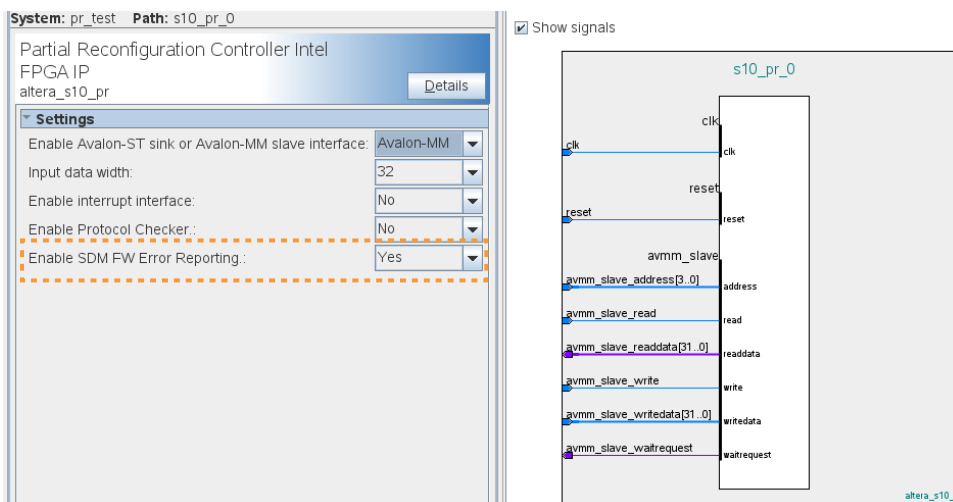 System: pr_test Path: s10_pr_0
Partial Reconfiguration Controller Intel
FPGA IP
altera_s10_pr
Details
Settings
Enable Avalon-ST sink or Avalon-MM slave interface: Avalon-MM
Input data width: 32
Enable interrupt interface: No
Enable Protocol Checker.: No
Enable SDM FW Error Reporting.: Yes
Show signals
s10_pr_0
clk
clk
clk
reset
reset
reset
avmm_slave
avmm_slave_address[3..0]
address
avmm_slave_read
read
avmm_slave_readdata[31..0]
readdata
avmm_slave_write
write
avmm_slave_writedata[31..0]
writedata
avmm_slave_waitrequest
waitrequest
altera_s10_